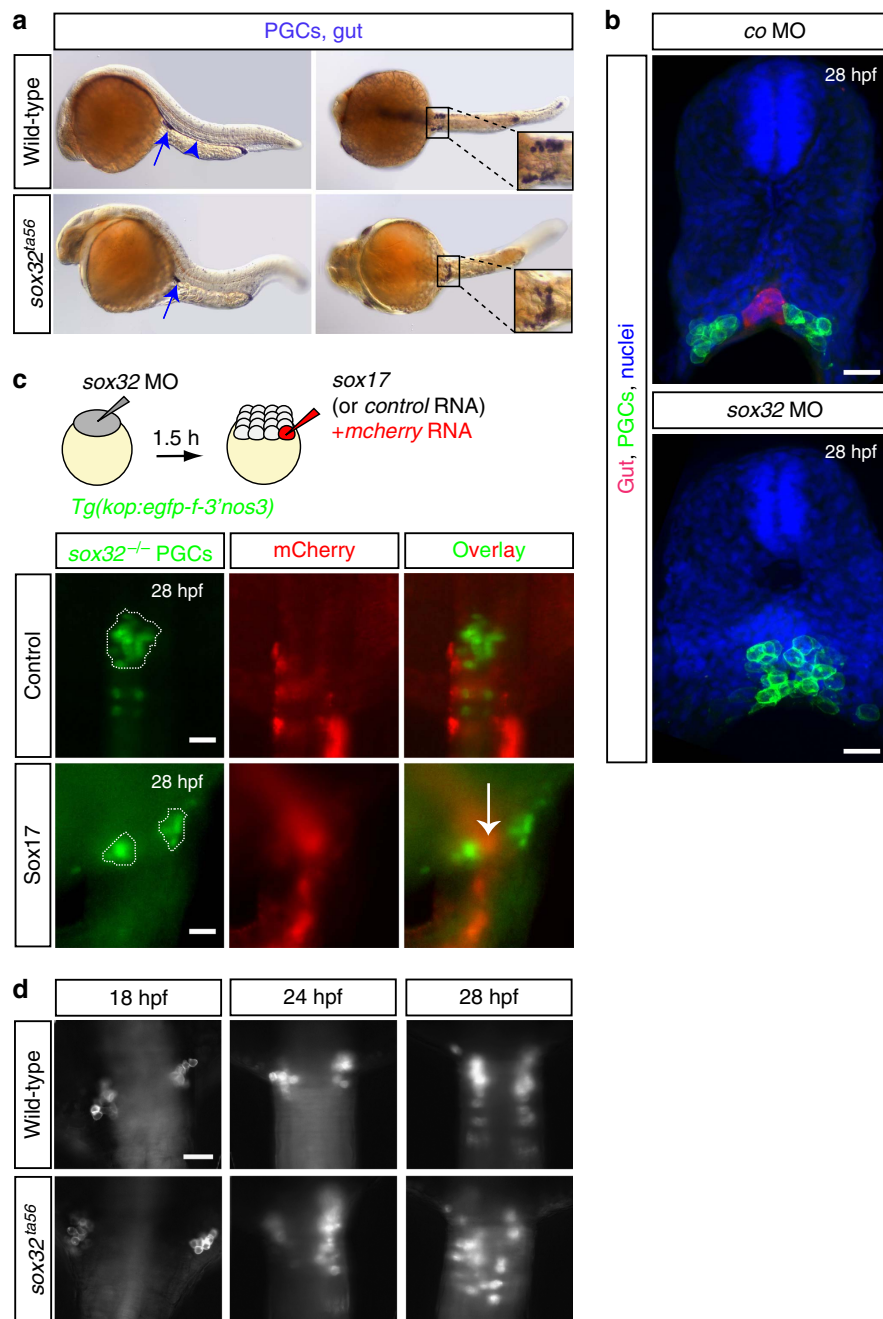 a
PGCs, gut
Wild-type
sox32ta56
b
co MO
28 hpf
sox32 MO
28 hpf
Gut, PGCs, nuclei
c
sox32 MO
1.5 h
sox17
(or control RNA)
+mcherry RNA
Tg(kop:egfp-f-3'nos3)
sox32–/– PGCs
mCherry
Overlay
Control
28 hpf
Sox17
28 hpf
d
18 hpf
24 hpf
28 hpf
Wild-type
sox32ta56